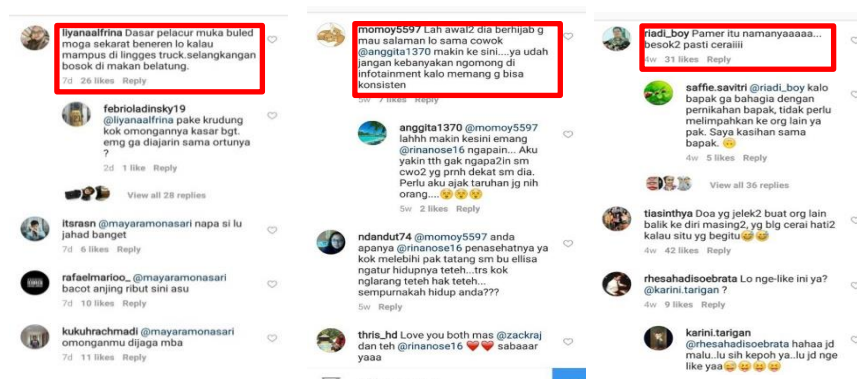 liyanaalfrina Dasar pelacur muka buled
moga sekarat beneren lo kalau
mampus di lingges truck.selangkangan
bosok di makan belatung.
7d 26 likes Reply
febrioladinsky19
@liyanaalfrina pake krudung
kok omongannya kasar bgt.
emg ga diajarin sama ortunya
?
2d 1 like Reply
View all 28 replies
itsrasn @mayaramonasari napa si lu
jahad banget
7d 6 likes Reply
rafaelmarioo_ @mayaramonasari
bacot anjing ribut sini asu
7d 10 likes Reply
kukuhrachmadi @mayaramonasari
omonganmu dijaga mba
7d 11 likes Reply
momoy5597 Lah awal2 dia berhijab g
mau salaman lo sama cowok
@anggita1370 makin ke sini....ya udah
jangan kebanyakan ngomong di
infotainment kalo memang g bisa
konsisten
5w 7 likes Reply
anggita1370 @momoy5597
lahhh makin kesini emang
@rinanose16 ngapain... Aku
yakin tth gak ngapa2in sm
cwo2 yg prnh dekat sm dia.
Perlu aku ajak taruhan jg nih
orang....😚😚😚
5w 2 likes Reply
ndandut74 @momoy5597 anda
apanya @rinanose16 penasehatnya ya
kok melebihi pak tatang sm bu ellisa
ngatur hidupnya teteh...trs kok
nglarang teteh hak teteh...
sempurnakah hidup anda???
5w Reply
thris_hd Love you both mas @zackraj
dan teh @rinanose16 ❤❤ sabaaar
yaaa
riadi_boy Pamer itu namanyaaaaa...
besok2 pasti ceraiiii
4w 31 likes Reply
saffie.savitri @riadi_boy kalo
bapak ga bahagia dengan
pernikahan bapak, tidak perlu
melimpahkan ke org lain ya
pak. Saya kasihan sama
bapak. 🙃
4w 5 likes Reply
View all 36 replies
tiasinthya Doa yg jelek2 buat org lain
balik ke diri masing2, yg blg cerai hati2
kalau situ yg begitu😅😅
4w 42 likes Reply
rhesahadisoebrata Lo nge-like ini ya?
@karini.tarigan ?
4w 9 likes Reply
karini.tarigan
@rhesahadisoebrata hahaa jd
malu..lu sih kepoh ya..lu jd nge
like yaa😅😄😄😄